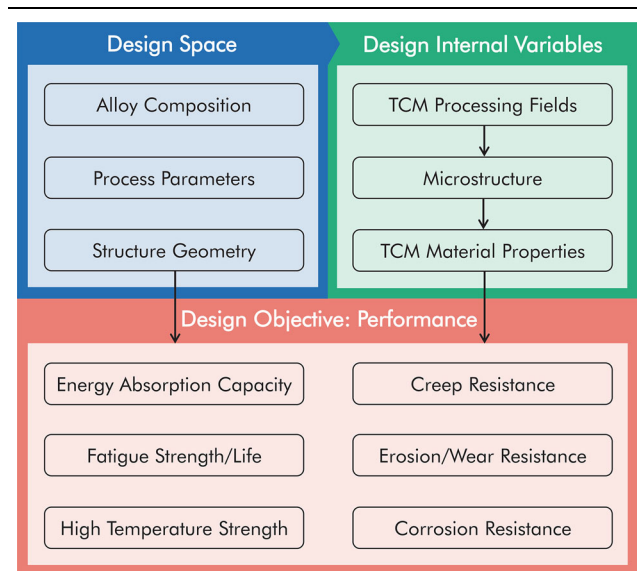 Design Space
Design Internal Variables
Alloy Composition
TCM Processing Fields
Process Parameters
Microstructure
Structure Geometry
TCM Material Properties
Design Objective: Performance
Energy Absorption Capacity
Creep Resistance
Fatigue Strength/Life
Erosion/Wear Resistance
High Temperature Strength
Corrosion Resistance